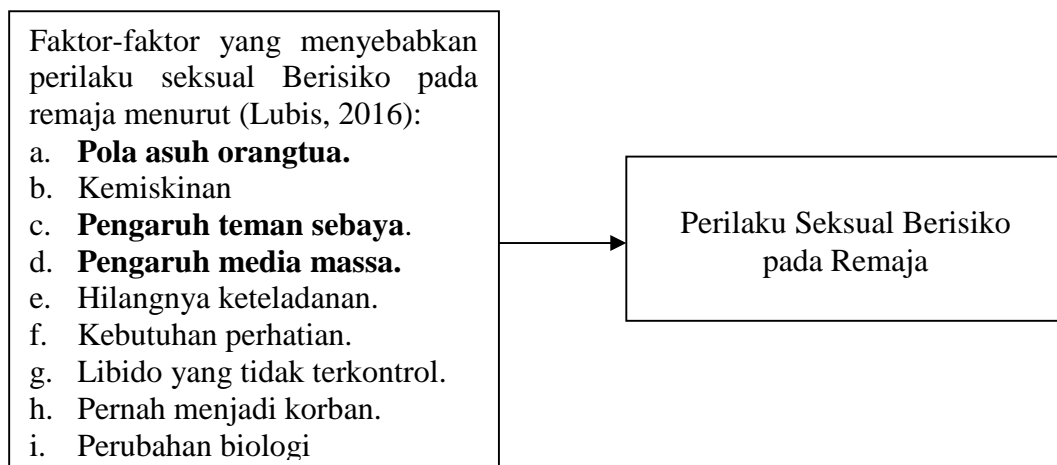 Faktor-faktor yang menyebabkan
perilaku seksual Berisiko pada
remaja menurut (Lubis, 2016):
a. Pola asuh orangtua.
b. Kemiskinan
c. Pengaruh teman sebaya.
d. Pengaruh media massa.
e. Hilangnya keteladanan.
f. Kebutuhan perhatian.
g. Libido yang tidak terkontrol.
h. Pernah menjadi korban.
i. Perubahan biologi
Perilaku Seksual Berisiko
pada Remaja